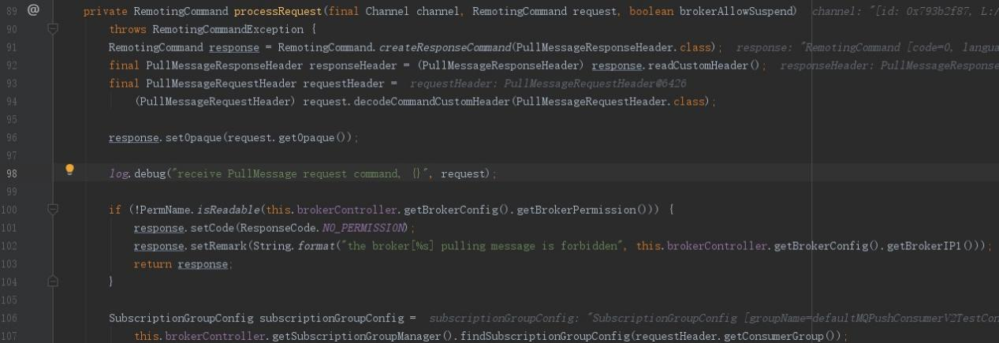 89 @ private RemotingCommand processRequest(final Channel channel, RemotingCommand request, boolean brokerAllowSuspend) channel: "[id: 0x793b2f87, L:/
90 throws RemotingCommandException {
91 RemotingCommand response = RemotingCommand.createResponseCommand(PullMessageResponseHeader.class); response: "RemotingCommand [code=0, langua
92 final PullMessageResponseHeader responseHeader = (PullMessageResponseHeader) response.readCustomHeader(); responseHeader: PullMessageResponse
93 final PullMessageRequestHeader requestHeader = requestHeader: PullMessageRequestHeader@6426
94 (PullMessageRequestHeader) request.decodeCommandCustomHeader(PullMessageRequestHeader.class);
95
96 response.setOpaque(request.getOpaque());
97
98 log.debug("receive PullMessage request command, {}", request);
99
100 if (!PermName.isReadable(this.brokerController.getBrokerConfig().getBrokerPermission())) {
101 response.setCode(ResponseCode.NO_PERMISSION);
102 response.setRemark(String.format("the broker[%s] pulling message is forbidden", this.brokerController.getBrokerConfig().getBrokerIP1()));
103 return response;
104 }
105
106 SubscriptionGroupConfig subscriptionGroupConfig = subscriptionGroupConfig: "SubscriptionGroupConfig [groupName=defaultMQPushConsumerV2TestCon
107 this.brokerController.getSubscriptionGroupManager().findSubscriptionGroupConfig(requestHeader.getConsumerGroup());